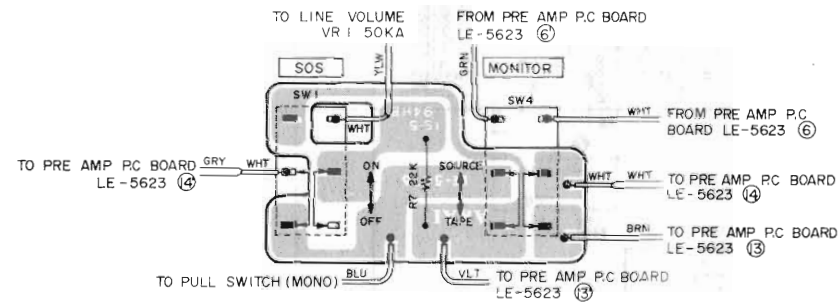 TO LINE VOLUME
VR 1 50KA
FROM PRE AMP P.C BOARD
LE-5623 ⑥'
YLW
GRN
SOS
MONITOR
SW1
SW4
WHT
WHT
FROM PRE AMP P.C
BOARD LE-5623 ⑥
TO PRE AMP P.C BOARD
LE-5623 ⑭'
GRY
WHT
ON
OFF
R7 22K
SOURCE
TAPE
WHT
WHT
TO PRE AMP P.C BOARD
LE-5623 ⑭
BRN
TO PRE AMP P.C BOARD
LE-5623 ⑬
TO PULL SWITCH (MONO)
BLU
VLT
TO PRE AMP P.C BOARD
LE-5623 ⑬'